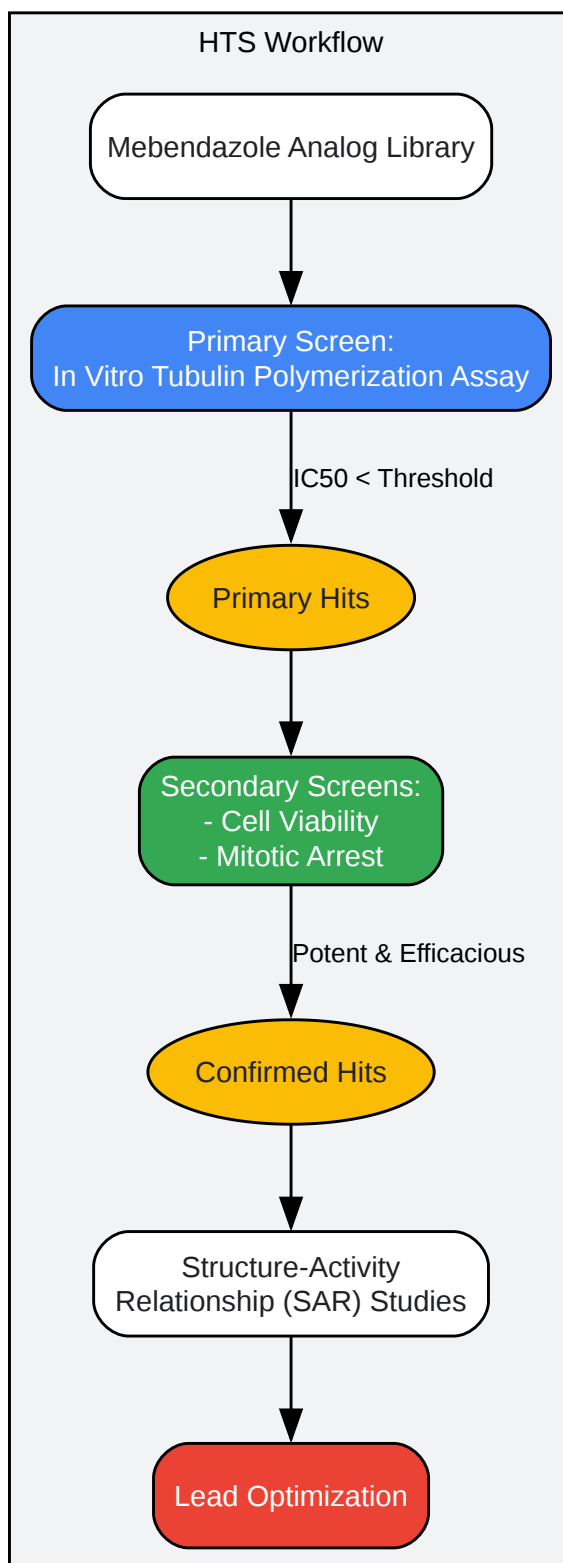 HTS Workflow
Mebendazole Analog Library
Primary Screen:
In Vitro Tubulin Polymerization Assay
IC50 < Threshold
Primary Hits
Secondary Screens:
- Cell Viability
- Mitotic Arrest
Potent & Efficacious
Confirmed Hits
Structure-Activity
Relationship (SAR) Studies
Lead Optimization